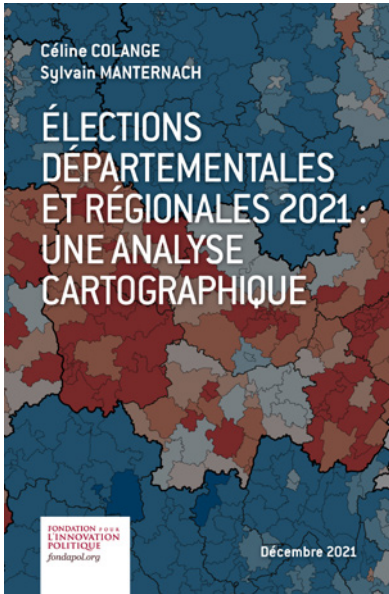 Céline COLANGE
Sylvain MANTERNACH
ÉLECTIONS
DÉPARTEMENTALES
ET RÉGIONALES 2021 :
UNE ANALYSE
CARTOGRAPHIQUE
FONDATION POUR
L'INNOVATION
POLITIQUE
fondapol.org
Décembre 2021